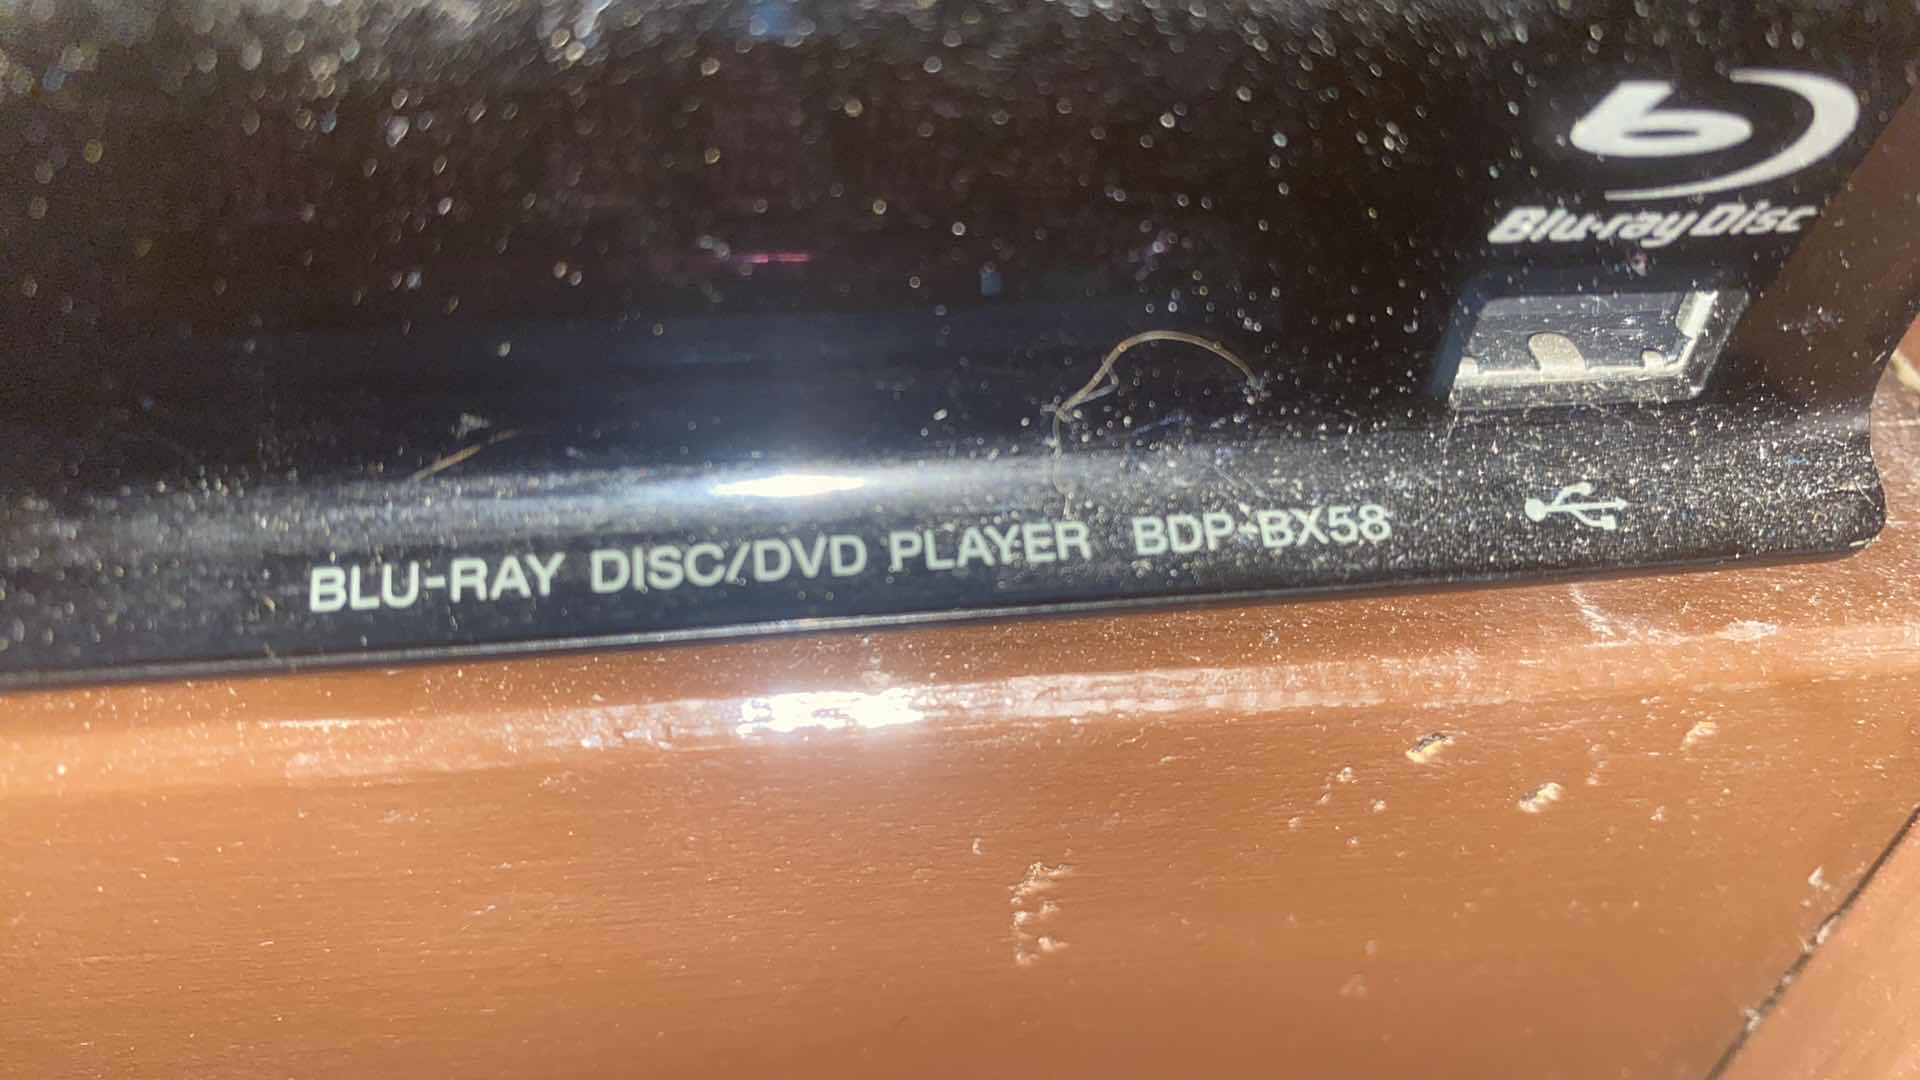 b
Blu-ray Disc
BLU-RAY DISC/DVD PLAYER BDP-BX58